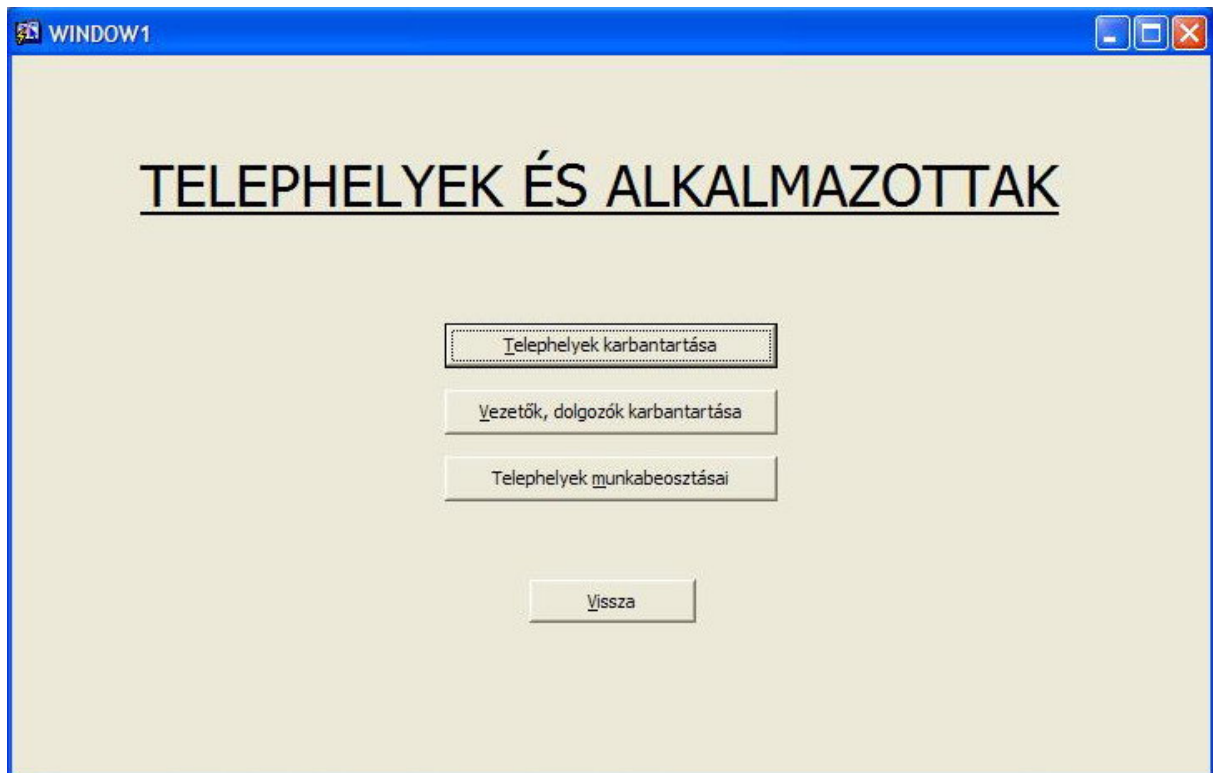 WINDOW1
TELEPHELYEK ÉS ALKALMAZOTTAK
Telephelyek karbantartása
Vezetők, dolgozók karbantartása
Telephelyek munkabeosztásai
Vissza